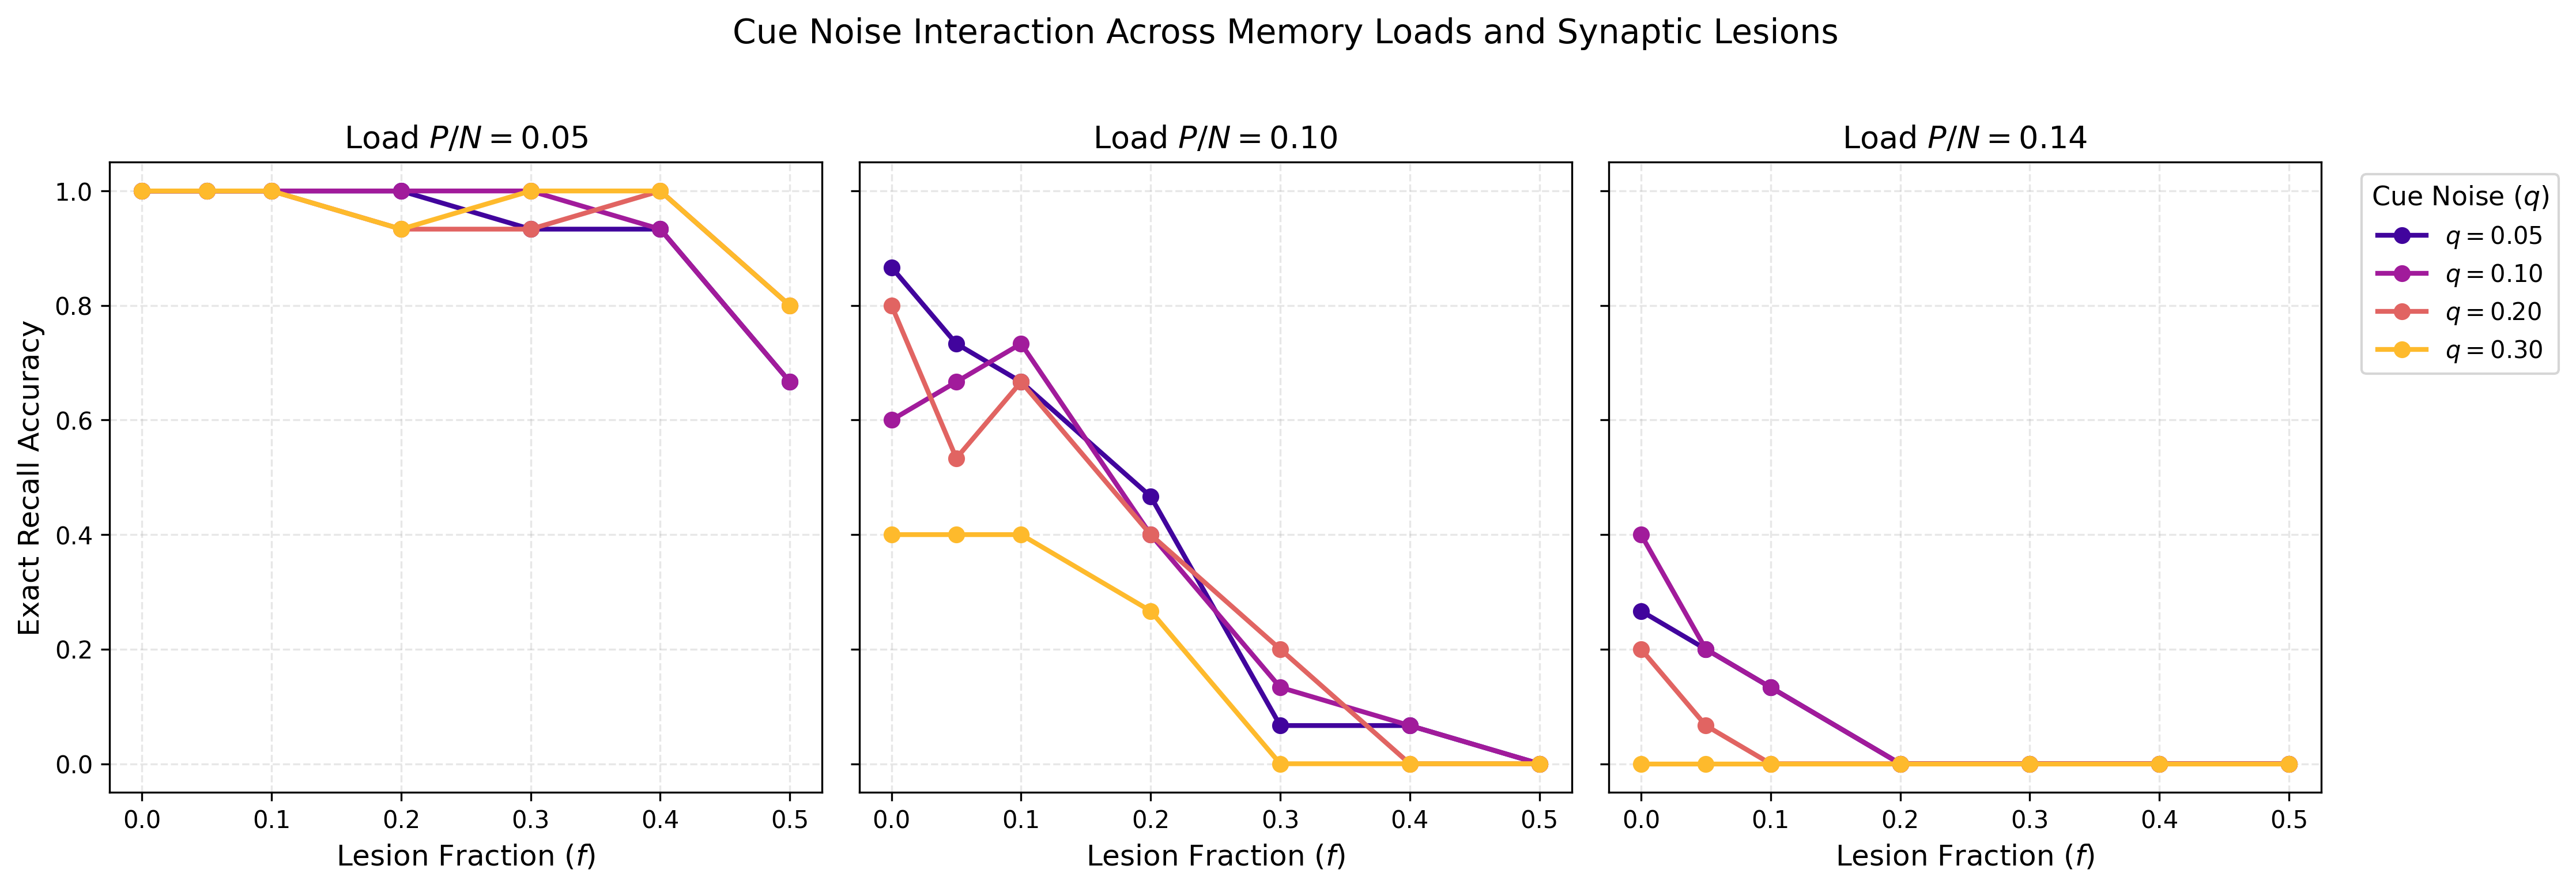 Cue Noise Interaction Across Memory Loads and Synaptic Lesions
Load P/N = 0.05
Load P/N = 0.10
Load P/N = 0.14
Exact Recall Accuracy
1.0
0.8
0.6
0.4
0.2
0.0
0.0 0.1 0.2 0.3 0.4 0.5
Lesion Fraction (f)
0.0 0.1 0.2 0.3 0.4 0.5
Lesion Fraction (f)
0.0 0.1 0.2 0.3 0.4 0.5
Lesion Fraction (f)
Cue Noise (q)
q = 0.05
q = 0.10
q = 0.20
q = 0.30